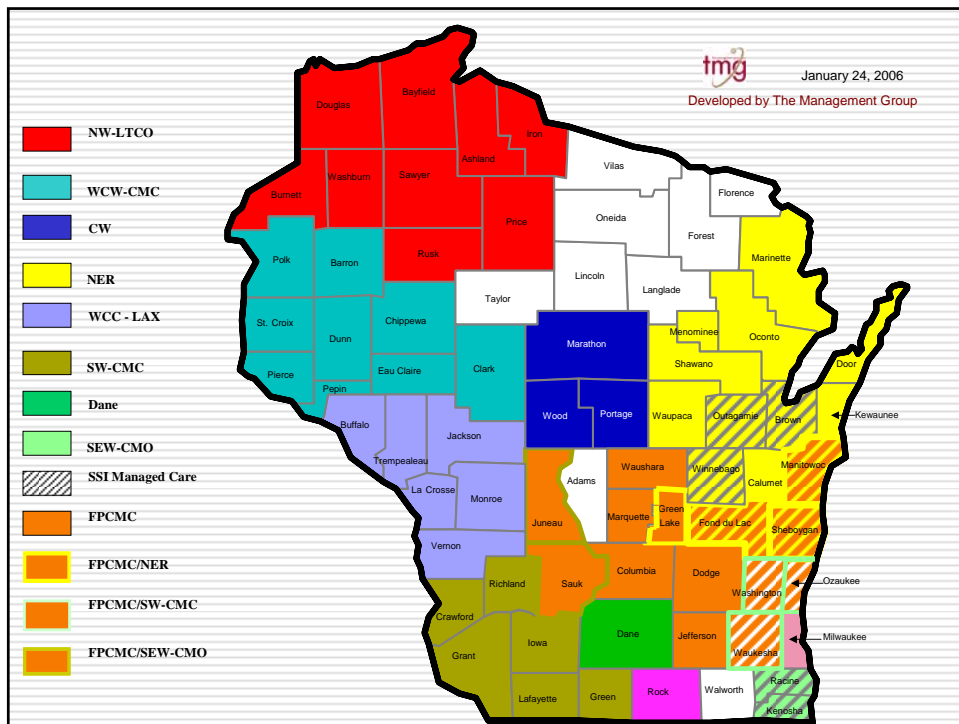 tmg
January 24, 2006
Developed by The Management Group
NW-LTCO
WCW-CMC
CW
NER
WCC - LAX
SW-CMC
Dane
SEW-CMO
SSI Managed Care
FPCMC
FPCMC/NER
FPCMC/SW-CMC
FPCMC/SEW-CMO
Douglas
Bayfield
Iron
Ashland
Vilas
Burnett
Washburn
Sawyer
Florence
Price
Oneida
Forest
Rusk
Marinette
Polk
Barron
Lincoln
Langlade
Taylor
St. Croix
Chippewa
Menominee
Oconto
Dunn
Marathon
Shawano
Door
Pierce
Eau Claire
Clark
Pepin
Kewaunee
Wood
Portage
Waupaca
Outagamie
Brown
Buffalo
Jackson
Trempealeau
Adams
Waushara
Winnebago
Manitowoc
Calumet
La Crosse
Monroe
Juneau
Marquette
Green
Lake
Fond du Lac
Sheboygan
Vernon
Richland
Sauk
Columbia
Dodge
Washington
Ozaukee
Crawford
Iowa
Dane
Jefferson
Milwaukee
Waukesha
Grant
Lafayette
Green
Rock
Walworth
Racine
Kenosha